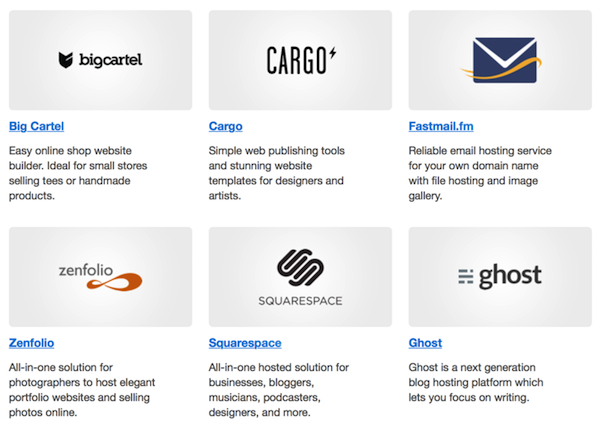 bigcartel
CARGO
Big Cartel
Cargo
Fastmail.fm
Easy online shop website
builder. Ideal for small stores
selling tees or handmade
products.
Simple web publishing tools
and stunning website
templates for designers and
artists.
Reliable email hosting service
for your own domain name
with file hosting and image
gallery.
zenfolio
SQUARESPACE
ghost
Zenfolio
Squarespace
Ghost
All-in-one solution for
photographers to host elegant
portfolio websites and selling
photos online.
All-in-one hosted solution for
businesses, bloggers,
musicians, podcasters,
designers, and more.
Ghost is a next generation
blog hosting platform which
lets you focus on writing.